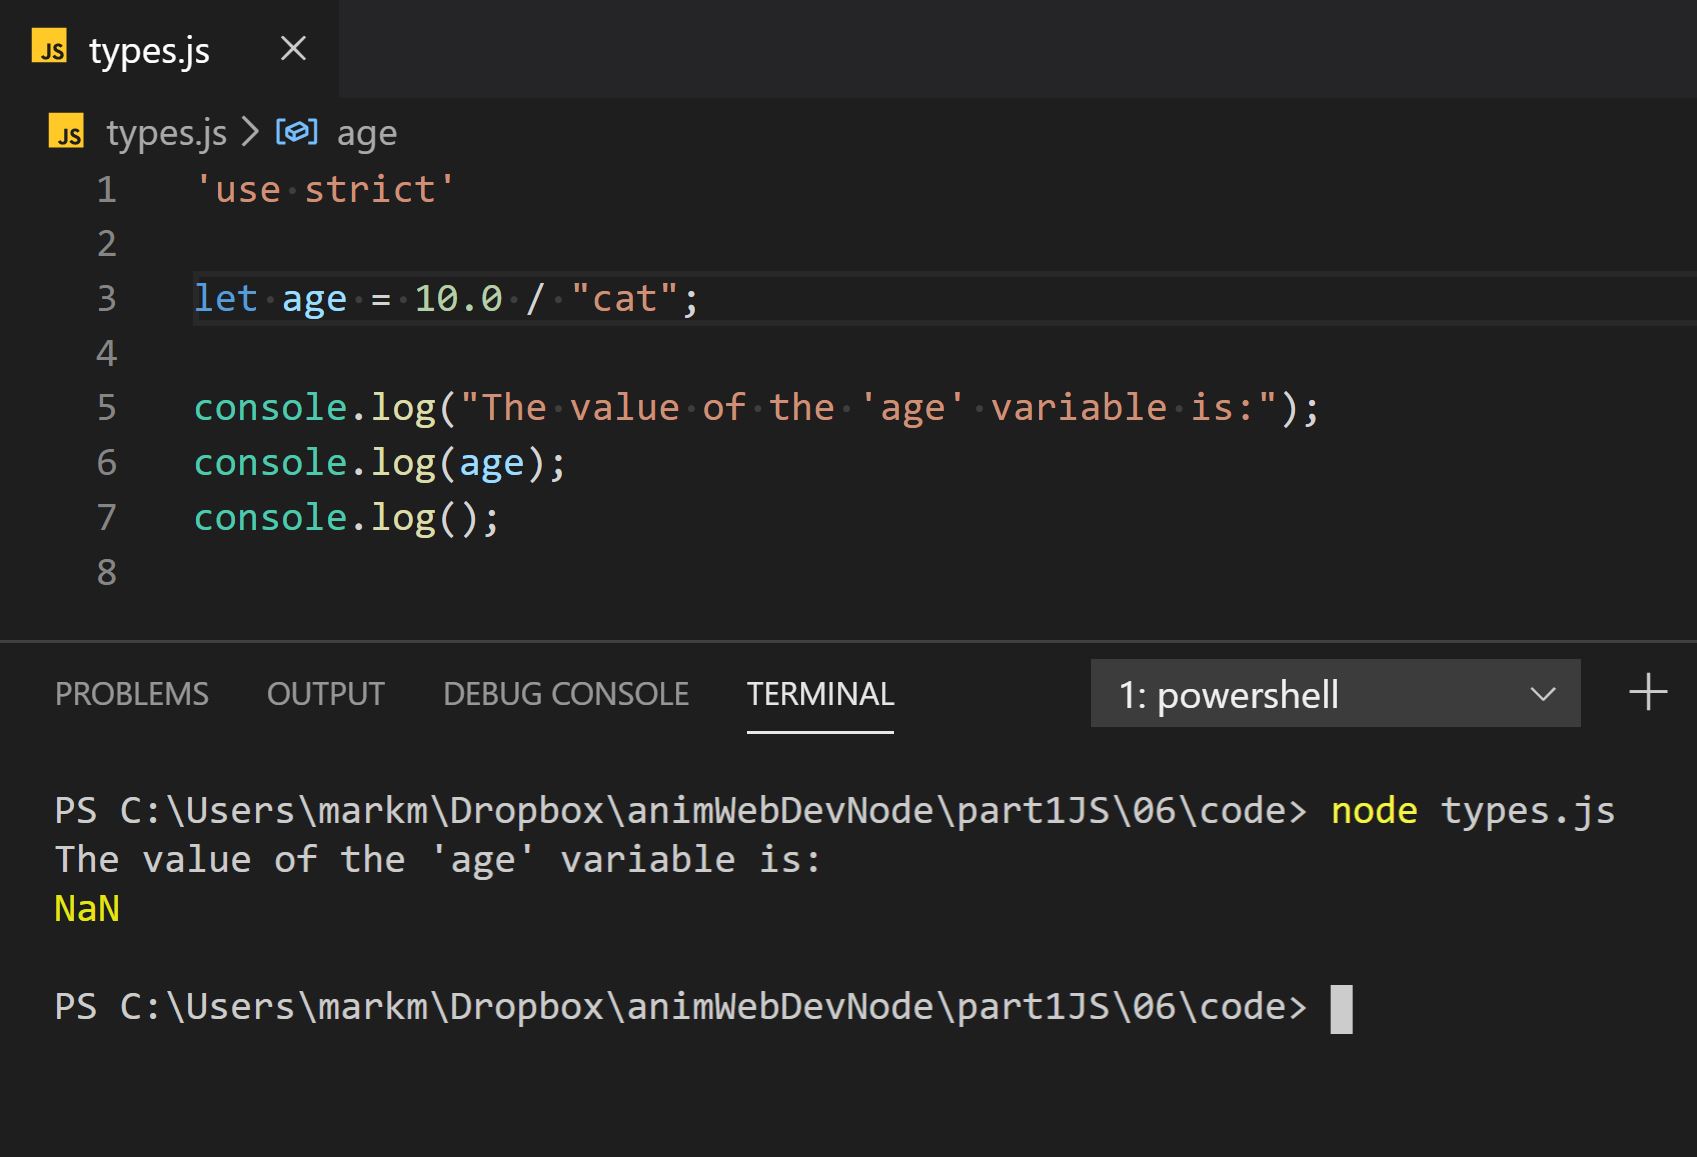 JS types.js
JS types.js > age
1 'use strict'
2
3 let age = 10.0 / "cat";
4
5 console.log("The value of the 'age' variable is:");
6 console.log(age);
7 console.log();
8
PROBLEMS OUTPUT DEBUG CONSOLE TERMINAL 1: powershell
PS C:\Users\markm\Dropbox\animWebDevNode\part1JS\06\code> node types.js
The value of the 'age' variable is:
NaN
PS C:\Users\markm\Dropbox\animWebDevNode\part1JS\06\code>